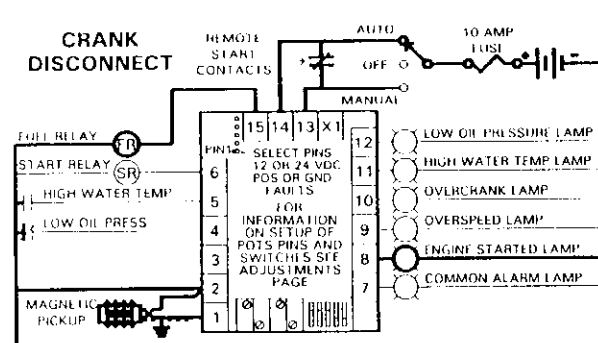 CRANK
DISCONNECT
REMOTE
START
CONTACTS
AUTO
OFF
MANUAL
10 AMP
FUSE
+
-
*
15 14 13 X1
FUEL RELAY
FR
START RELAY
SR
HIGH WATER TEMP
LOW OIL PRESS
MAGNETIC
PICKUP
PIN1
6
5
4
3
2
1
SELECT PINS
12 OR 24 VDC
POS OR GND
FAULTS
FOR
INFORMATION
ON SETUP OF
POTS PINS AND
SWITCHES SEE
ADJUSTMENTS
PAGE
12
11
10
9
8
7
LOW OIL PRESSURE LAMP
HIGH WATER TEMP LAMP
OVERCRANK LAMP
OVERSPEED LAMP
ENGINE STARTED LAMP
COMMON ALARM LAMP